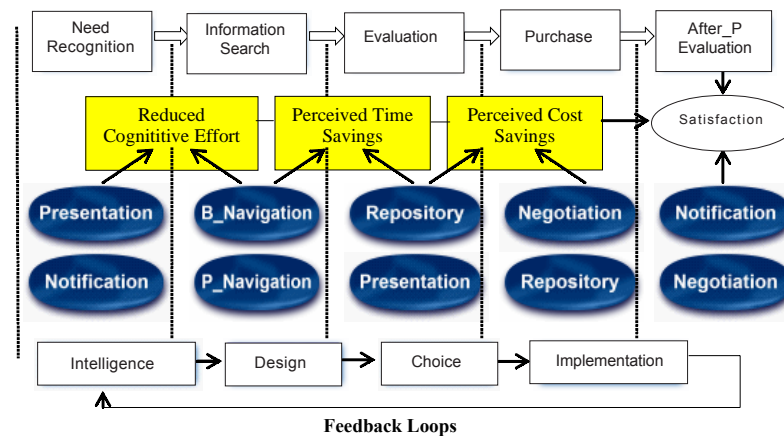 Need
Recognition
Information
Search
Evaluation
Purchase
After_P
Evaluation
Reduced
Cognititive Effort
Perceived Time
Savings
Perceived Cost
Savings
Satisfaction
Presentation
B_Navigation
Repository
Negotiation
Notification
Notification
P_Navigation
Presentation
Repository
Negotiation
Intelligence
Design
Choice
Implementation
Feedback Loops